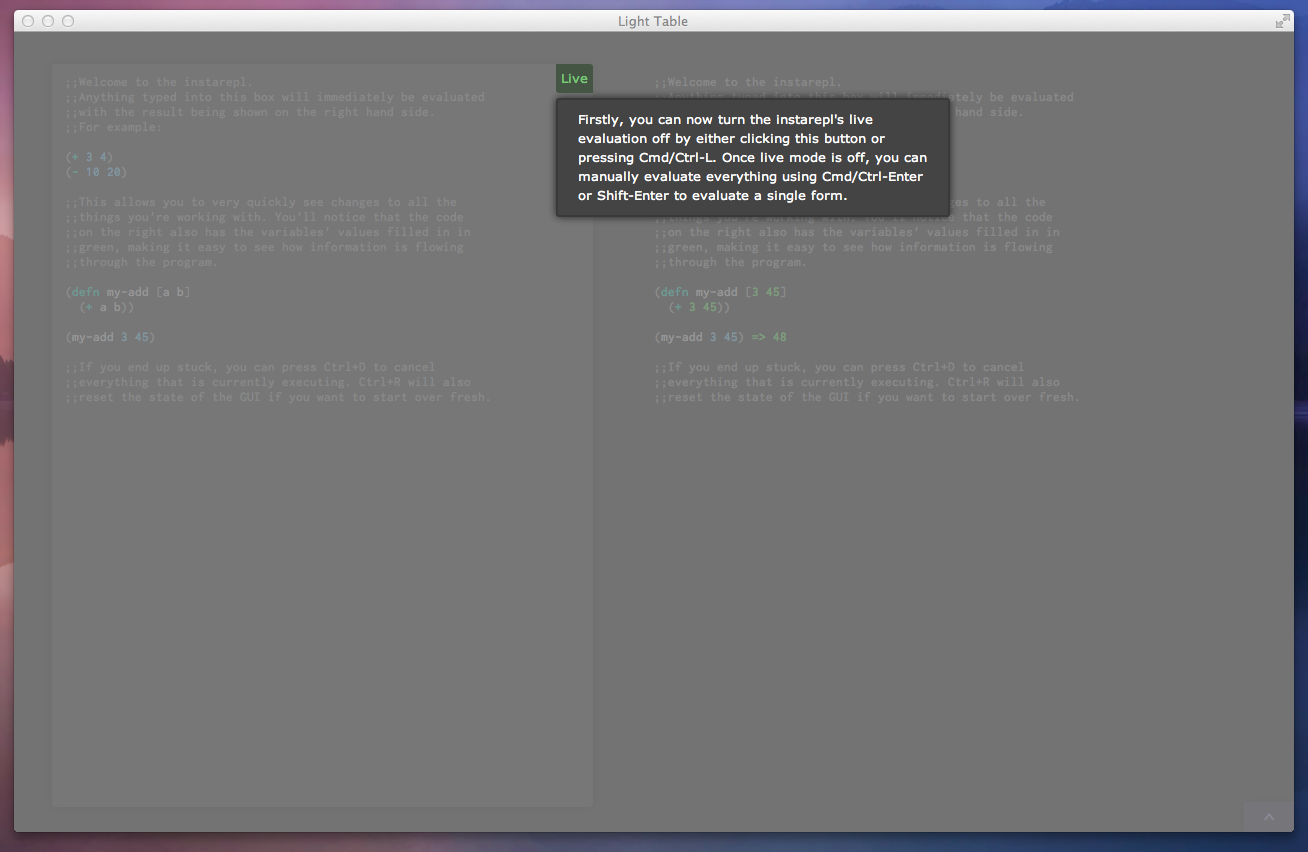 Light Table
;;Welcome to the instarepl.
;;Anything typed into this box will immediately be evaluated
;;with the result being shown on the right hand side.
;;For example:
(+ 3 4)
(- 10 20)
;;This allows you to very quickly see changes to all the
;;things you're working with. You'll notice that the code
;;on the right also has the variables' values filled in in
;;green, making it easy to see how information is flowing
;;through the program.
(defn my-add [a b]
(+ a b))
(my-add 3 45)
;;If you end up stuck, you can press Ctrl+D to cancel
;;everything that is currently executing. Ctrl+R will also
;;reset the state of the GUI if you want to start over fresh.
Live
Firstly, you can now turn the instarepl's live
evaluation off by either clicking this button or
pressing Cmd/Ctrl-L. Once live mode is off, you can
manually evaluate everything using Cmd/Ctrl-Enter
or Shift-Enter to evaluate a single form.
;;Welcome to the instarepl.
immediately be evaluated
hand side.
changes to all the
that the code
;;on the right also has the variables' values filled in in
;;green, making it easy to see how information is flowing
;;through the program.
(defn my-add [3 45]
(+ 3 45))
(my-add 3 45) => 48
;;If you end up stuck, you can press Ctrl+D to cancel
;;everything that is currently executing. Ctrl+R will also
;;reset the state of the GUI if you want to start over fresh.